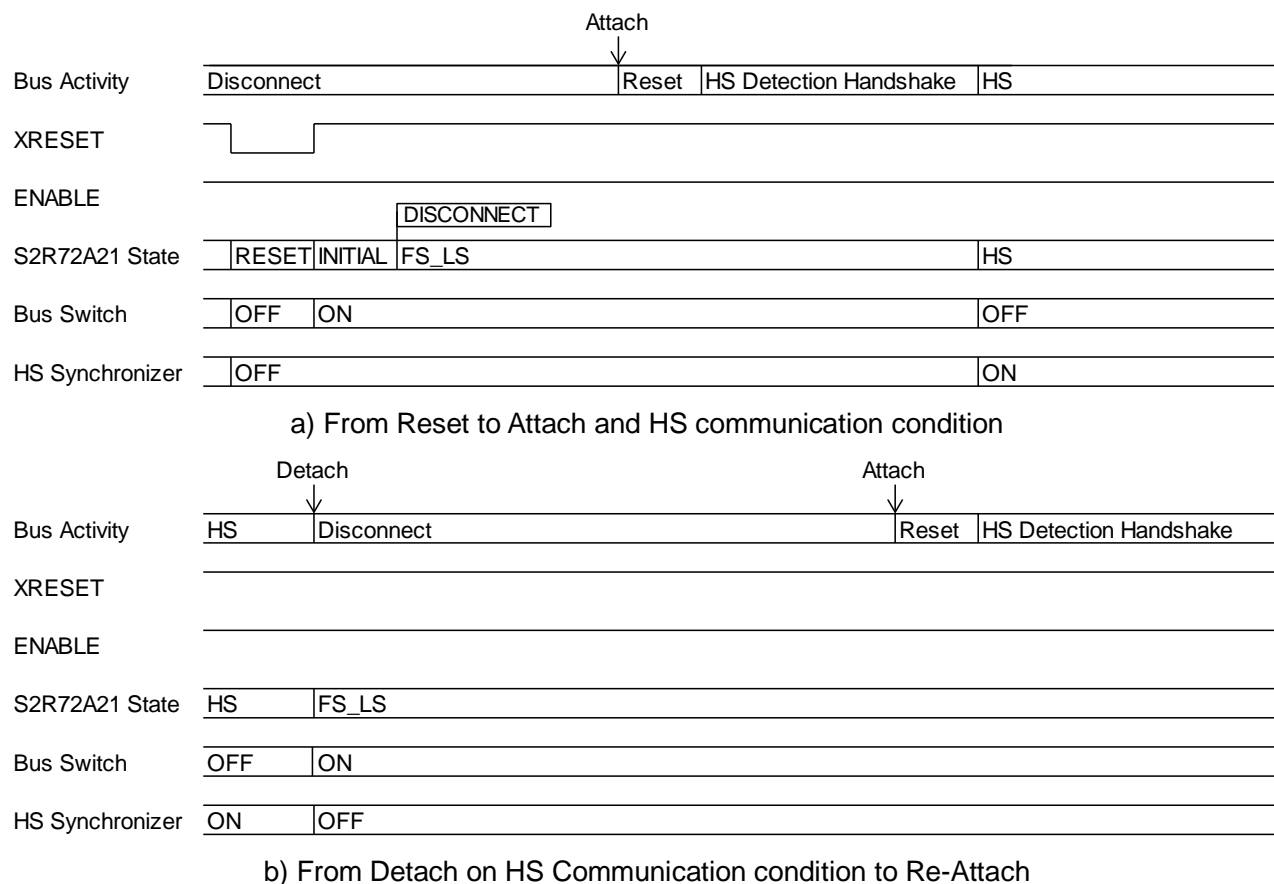 Attach
Bus Activity Disconnect Reset HS Detection Handshake HS
XRESET
ENABLE
DISCONNECT
S2R72A21 State RESET INITIAL FS_LS HS
Bus Switch OFF ON OFF
HS Synchronizer OFF ON
a) From Reset to Attach and HS communication condition
Detach Attach
Bus Activity HS Disconnect Reset HS Detection Handshake
XRESET
ENABLE
S2R72A21 State HS FS_LS
Bus Switch OFF ON
HS Synchronizer ON OFF
b) From Detach on HS Communication condition to Re-Attach